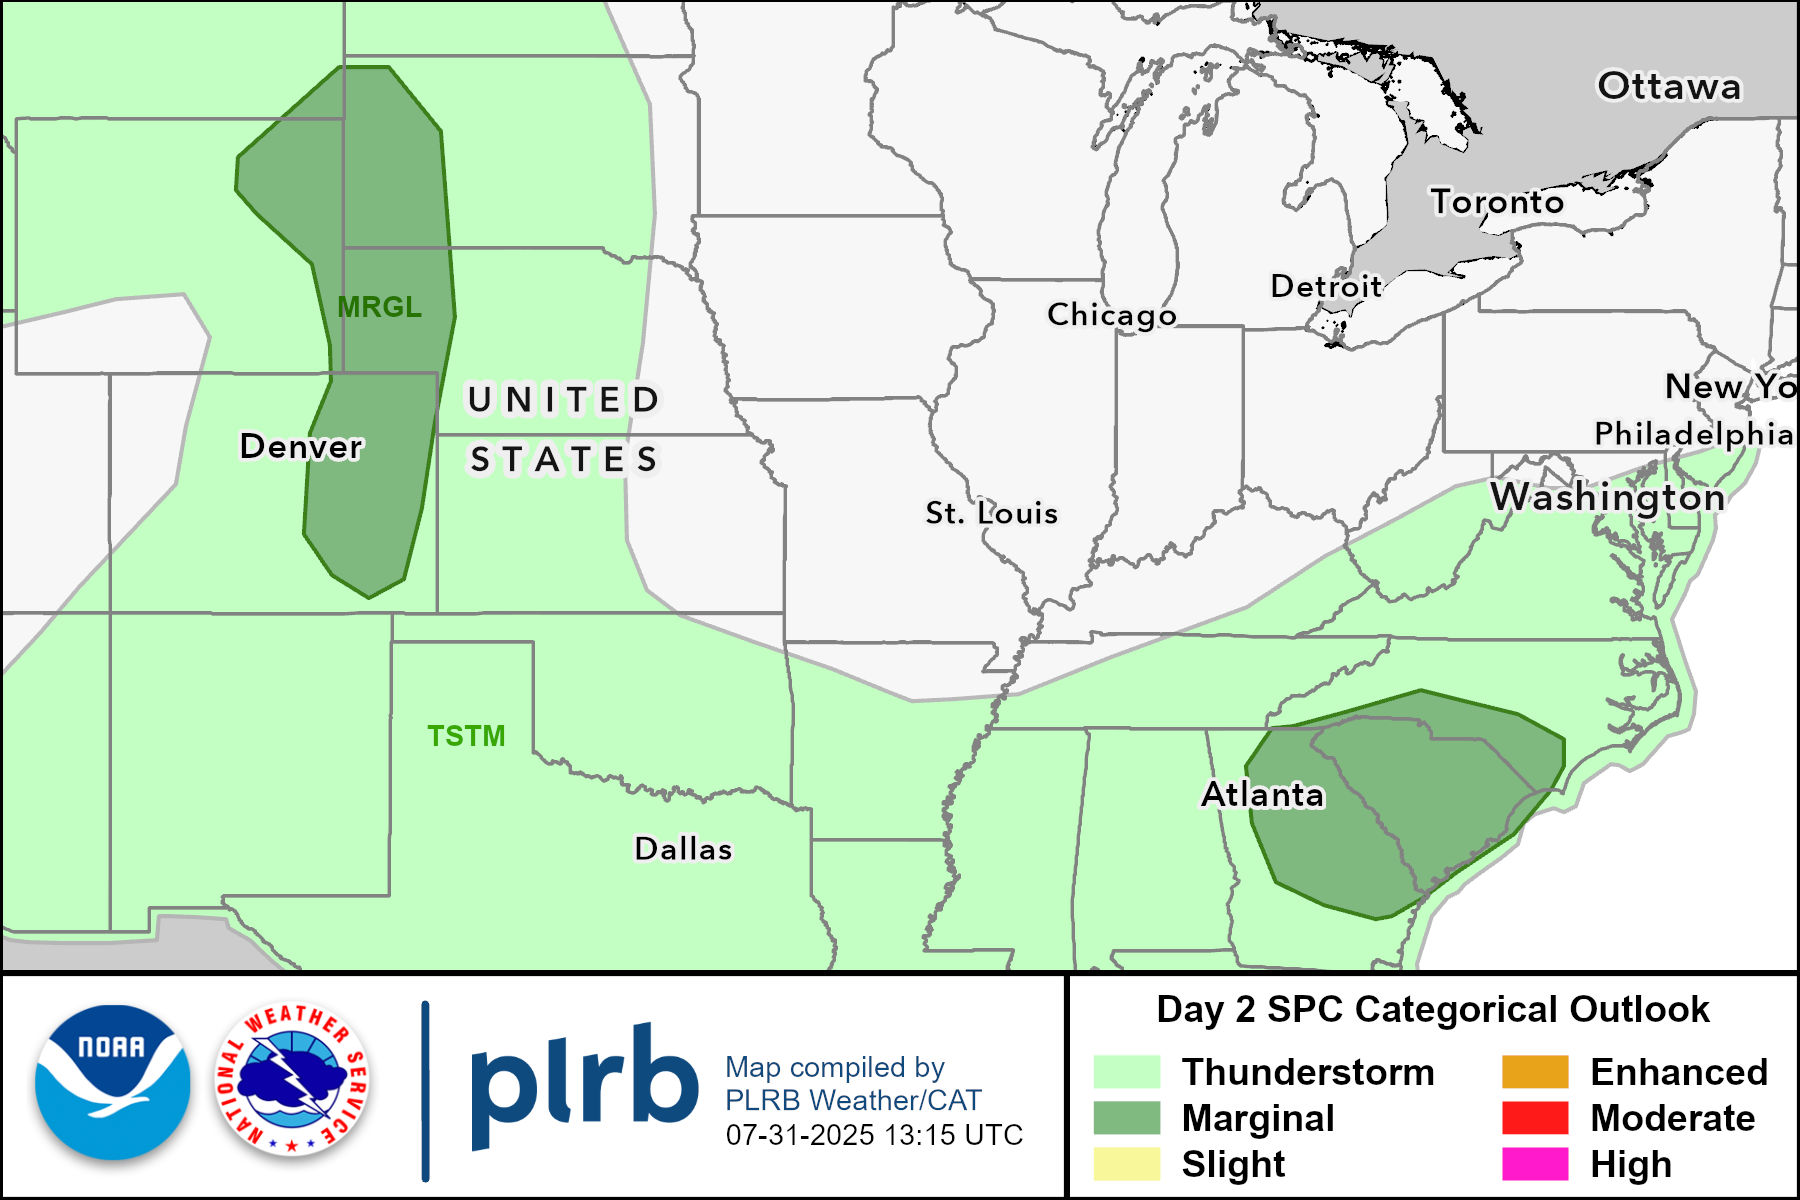 Ottawa
Toronto
Detroit
MRGL
Chicago
New Yo
UNITED
STATES
Denver
Philadelphia
Washington
St. Louis
TSTM
Atlanta
Dallas
NOAA
NATIONAL WEATHER SERVICE
plrb
Map compiled by
PLRB Weather/CAT
07-31-2025 13:15 UTC
Day 2 SPC Categorical Outlook
Thunderstorm
Marginal
Slight
Enhanced
Moderate
High